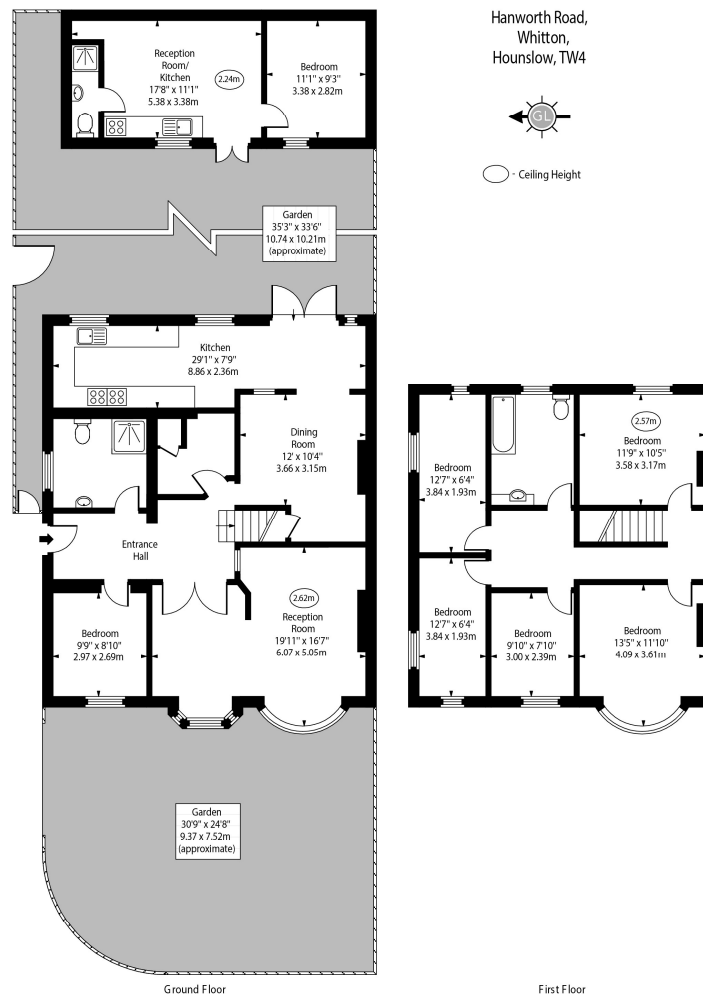 Hanworth Road,
Whitton,
Hounslow, TW4
GL
- Ceiling Height
Reception
Room/
Kitchen
17'8" x 11'1"
5.38 x 3.38m
2.24m
Bedroom
11'1" x 9'3"
3.38 x 2.82m
Garden
35'3" x 33'6"
10.74 x 10.21m
(approximate)
Kitchen
29'1" x 7'9"
8.86 x 2.36m
Dining
Room
12' x 10'4"
3.66 x 3.15m
Entrance
Hall
2.62m
Reception
Room
19'11" x 16'7"
6.07 x 5.05m
Bedroom
9'9" x 8'10"
2.97 x 2.69m
Garden
30'9" x 24'8"
9.37 x 7.52m
(approximate)
Ground Floor
2.57m
Bedroom
11'9" x 10'5"
3.58 x 3.17m
Bedroom
12'7" x 6'4"
3.84 x 1.93m
Bedroom
12'7" x 6'4"
3.84 x 1.93m
Bedroom
9'10" x 7'10"
3.00 x 2.39m
Bedroom
13'5" x 11'10"
4.09 x 3.61m
First Floor